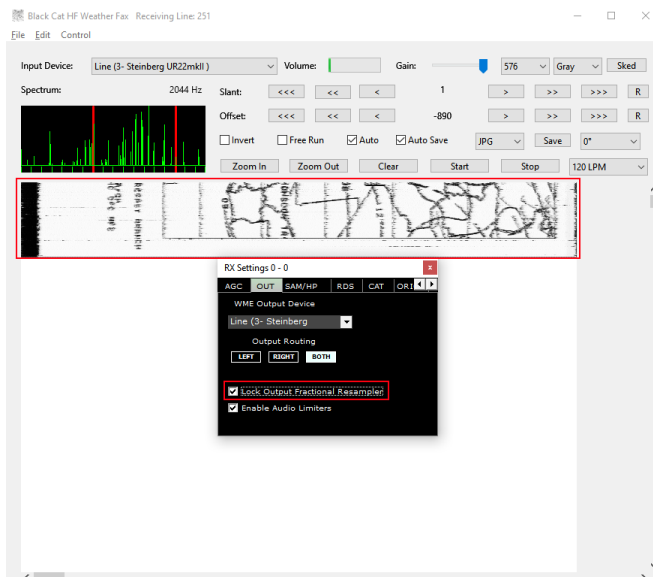 Black Cat HF Weather Fax   Receiving Line: 251
File   Edit   Control
Input Device:   Line (3- Steinberg UR22mkII )   Volume:   Gain:   576   Gray   Sked
Spectrum:   2044 Hz   Slant:   <<<   <<   <   1   >   >>   >>>   R
Offset:   <<<   <<   <   -890   >   >>   >>>   R
Invert   Free Run   Auto   Auto Save   JPG   Save   0°
Zoom In   Zoom Out   Clear   Start   Stop   120 LPM
RX Settings 0 - 0   x
AGC   OUT   SAM/HP   RDS   CAT   ORI
WME Output Device
Line (3- Steinberg
Output Routing
LEFT   RIGHT   BOTH
Lock Output Fractional Resampler
Enable Audio Limiters